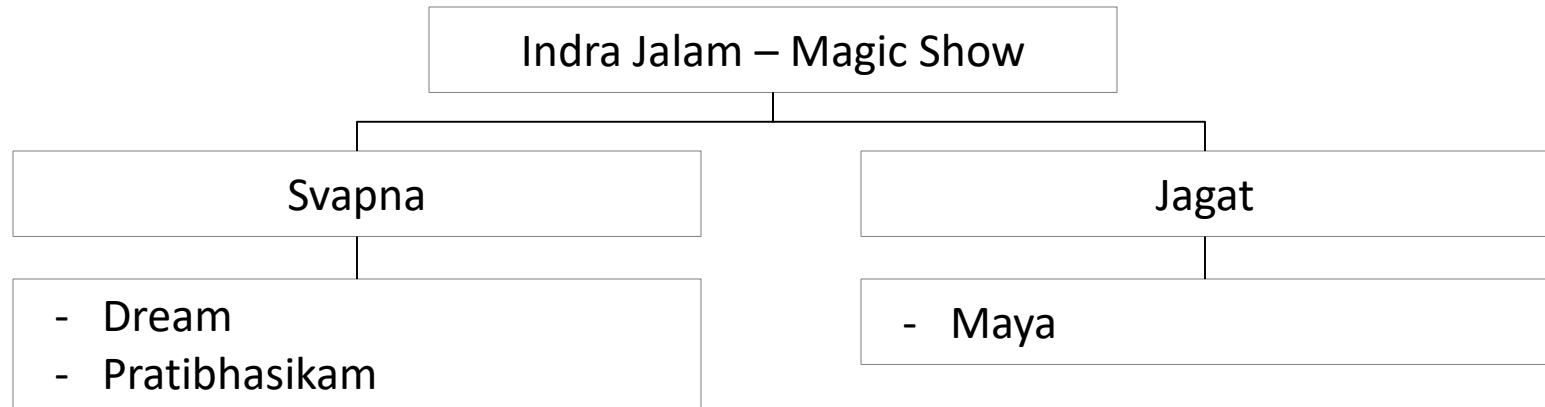 Indra Jalam – Magic Show
Svapna
Jagat
- Dream
- Pratibhasikam
- Maya